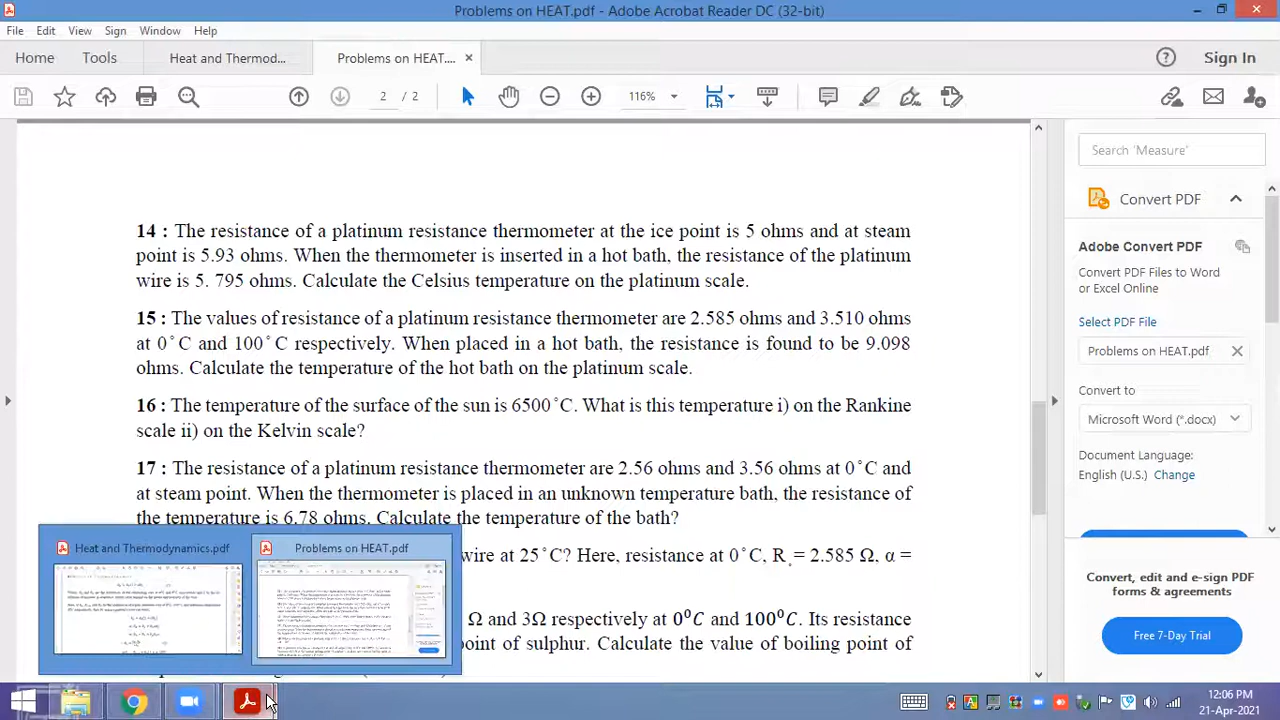 Problems on HEAT.pdf - Adobe Acrobat Reader DC (32-bit)
File Edit View Sign Window Help
Home Tools Heat and Thermod... Problems on HEAT.... × Sign In
2 / 2 116%
Search 'Measure'
Convert PDF
Adobe Convert PDF
Convert PDF Files to Word
or Excel Online
Select PDF File
Problems on HEAT.pdf
Convert to
Microsoft Word (*.docx)
Document Language:
English (U.S.) Change
Convert, edit and e-sign PDF
forms & agreements
Free 7-Day Trial
14 : The resistance of a platinum resistance thermometer at the ice point is 5 ohms and at steam
point is 5.93 ohms. When the thermometer is inserted in a hot bath, the resistance of the platinum
wire is 5. 795 ohms. Calculate the Celsius temperature on the platinum scale.
15 : The values of resistance of a platinum resistance thermometer are 2.585 ohms and 3.510 ohms
at 0°C and 100°C respectively. When placed in a hot bath, the resistance is found to be 9.098
ohms. Calculate the temperature of the hot bath on the platinum scale.
16 : The temperature of the surface of the sun is 6500°C. What is this temperature i) on the Rankine
scale ii) on the Kelvin scale?
17 : The resistance of a platinum resistance thermometer are 2.56 ohms and 3.56 ohms at 0°C and
at steam point. When the thermometer is placed in an unknown temperature bath, the resistance of
the temperature is 6.78 ohms. Calculate the temperature of the bath?
wire at 25°C? Here, resistance at 0°C, R = 2.585 Ω, α =
Ω and 3Ω respectively at 0⁰C and 100⁰C. Its resistance
point of sulphur. Calculate the value of boiling point of
Heat and Thermodynamics.pdf
Problems on HEAT.pdf
12:06 PM
21-Apr-2021